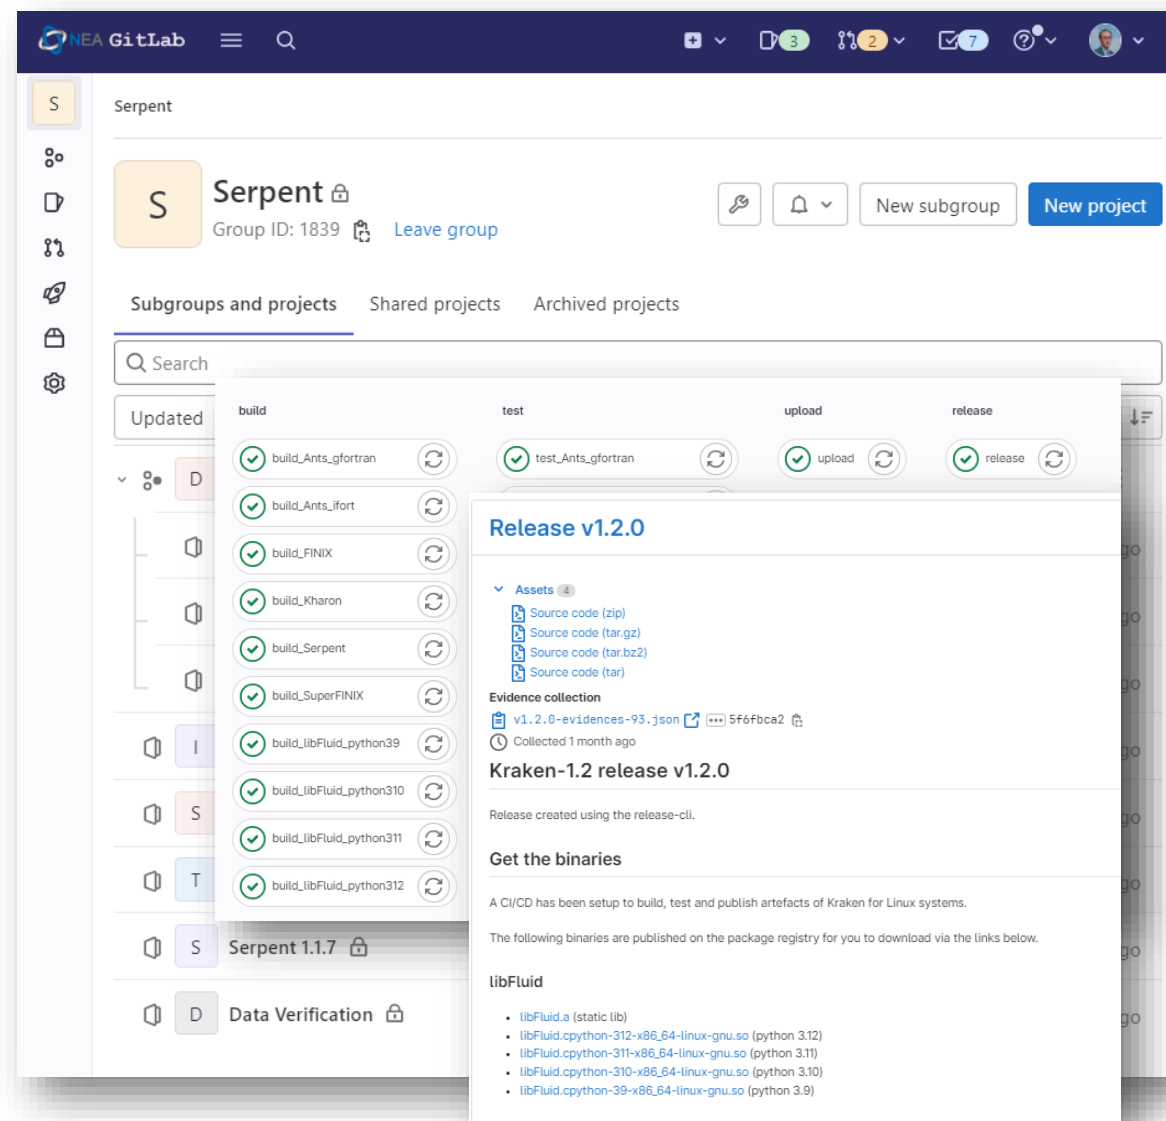 NEA GitLab
3
2
7
S
Serpent
S
Serpent
Group ID: 1839
Leave group
New subgroup
New project
Subgroups and projects
Shared projects
Archived projects
Search
Updated
build
test
upload
release
build_Ants_gfortran
test_Ants_gfortran
upload
release
D
build_Ants_ifort
build_FINIX
build_Kharon
build_Serpent
build_SuperFINIX
I
build_libFluid_python39
build_libFluid_python310
S
build_libFluid_python311
T
build_libFluid_python312
Release v1.2.0
Assets 4
Source code (zip)
Source code (tar.gz)
Source code (tar.bz2)
Source code (tar)
Evidence collection
v1.2.0-evidences-93.json 5f6fbca2
Collected 1 month ago
Kraken-1.2 release v1.2.0
Release created using the release-cli.
Get the binaries
A CI/CD has been setup to build, test and publish artefacts of Kraken for Linux systems.
The following binaries are published on the package registry for you to download via the links below.
libFluid
libFluid.a (static lib)
libFluid.cpython-312-x86_64-linux-gnu.so (python 3.12)
libFluid.cpython-311-x86_64-linux-gnu.so (python 3.11)
libFluid.cpython-310-x86_64-linux-gnu.so (python 3.10)
libFluid.cpython-39-x86_64-linux-gnu.so (python 3.9)
S
Serpent 1.1.7
D
Data Verification